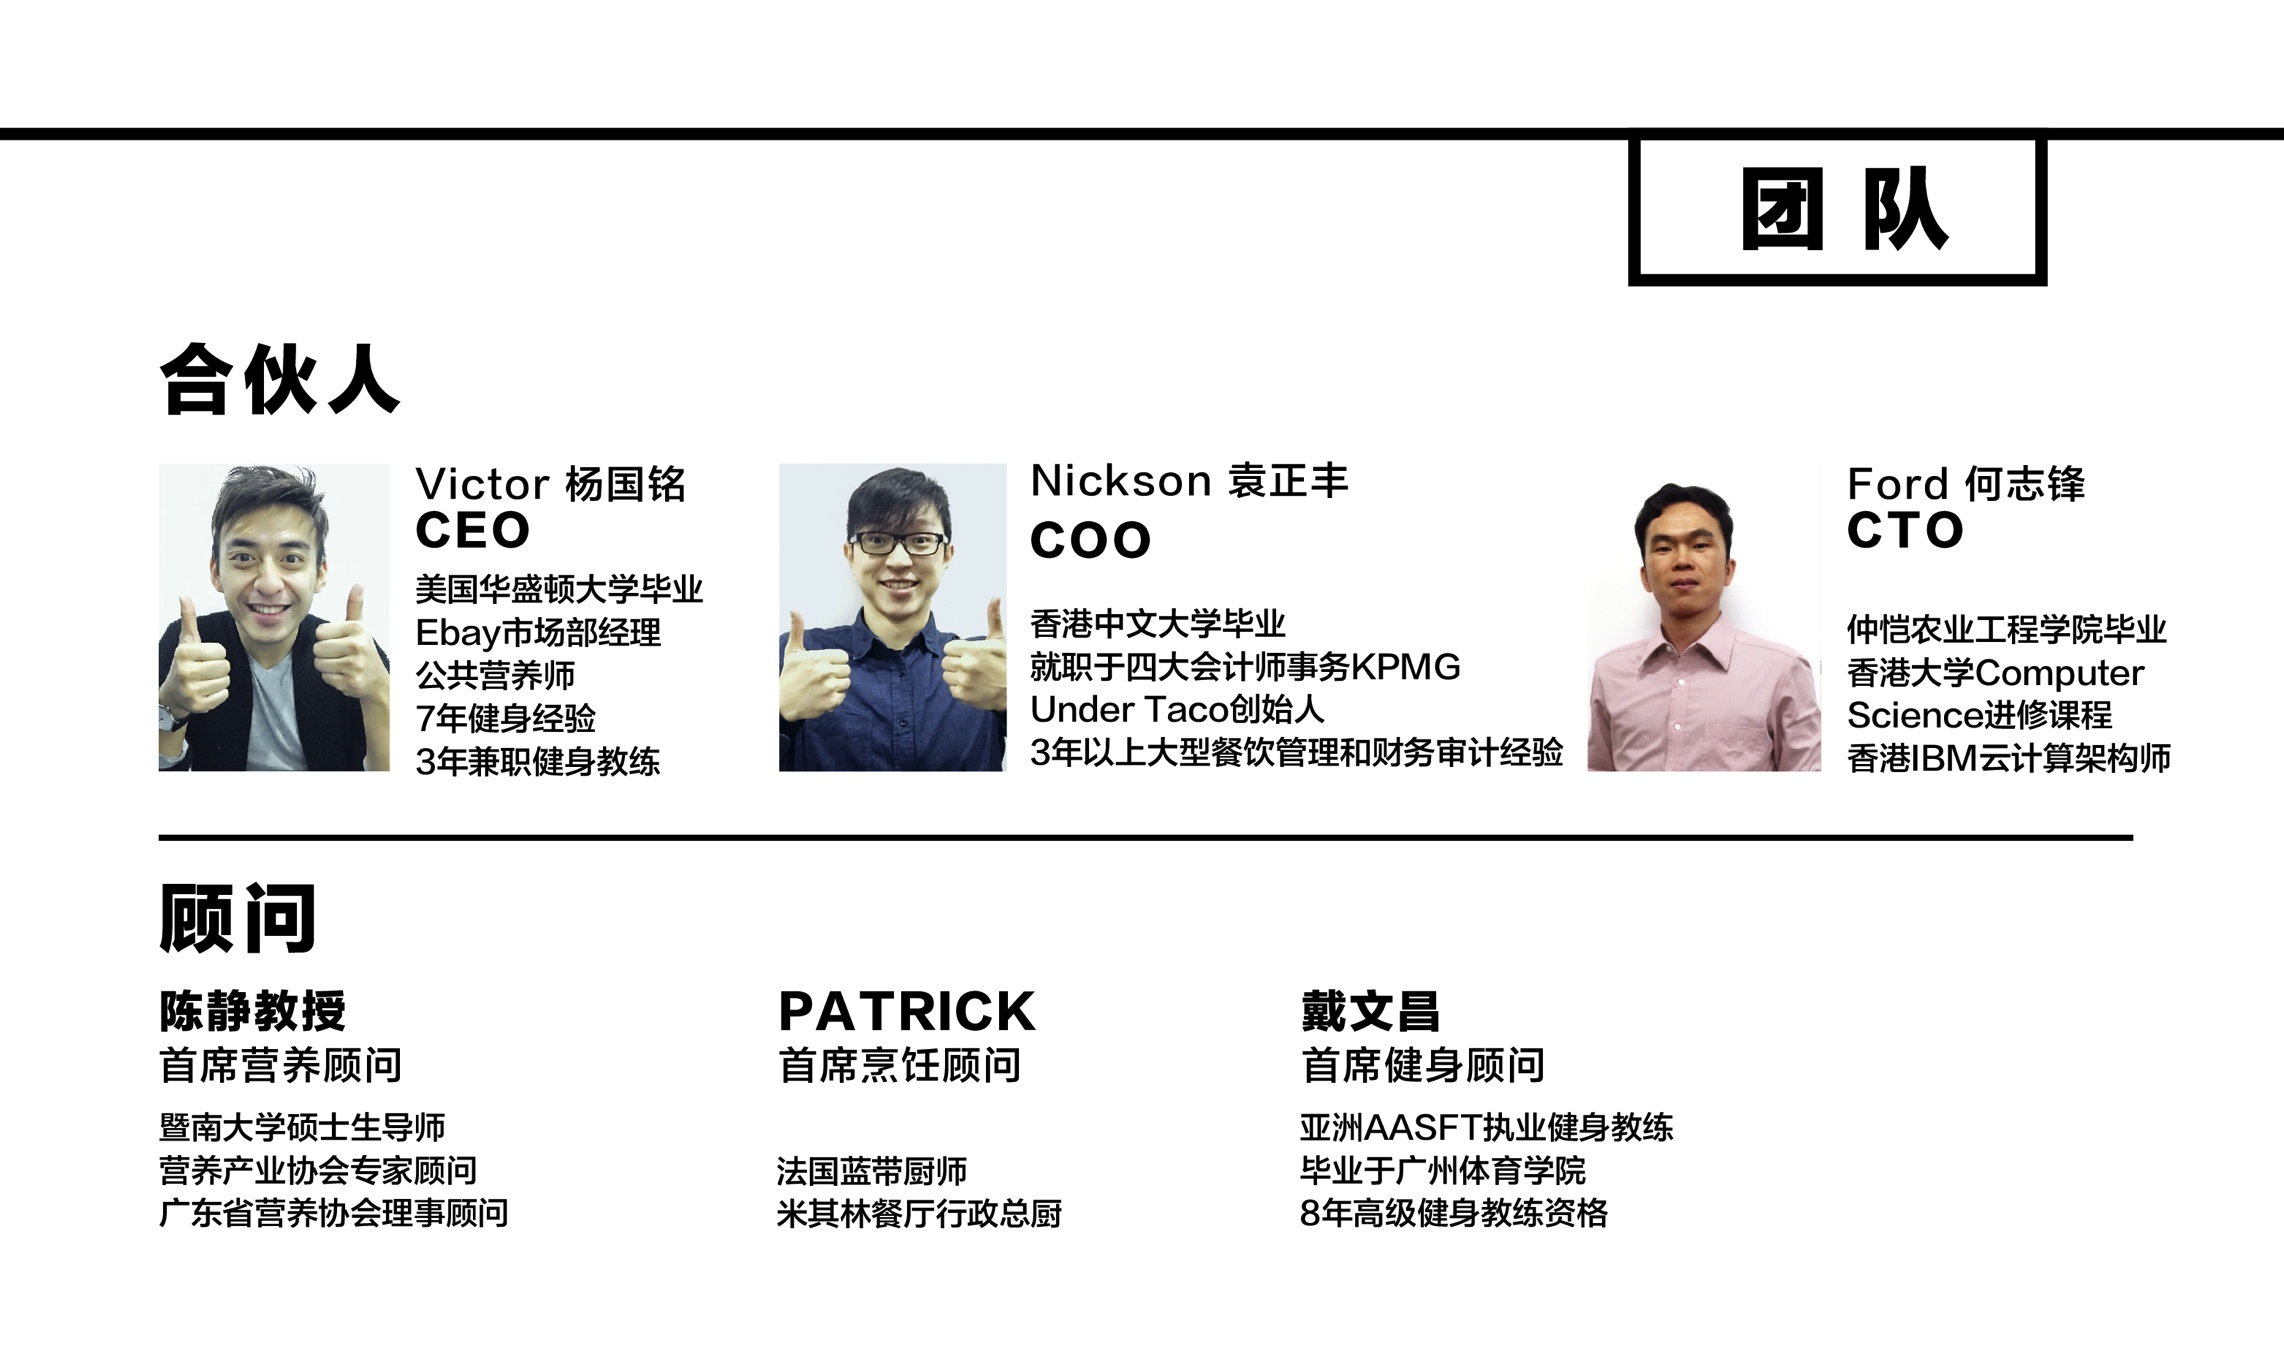 团队
合伙人
Victor 杨国铭
CEO
美国华盛顿大学毕业
Ebay市场部经理
公共营养师
7年健身经验
3年兼职健身教练
Nickson 袁正丰
COO
香港中文大学毕业
就职于四大会计师事务KPMG
Under Taco创始人
3年以上大型餐饮管理和财务审计经验
Ford 何志锋
CTO
仲恺农业工程学院毕业
香港大学Computer
Science进修课程
香港IBM云计算架构师
顾问
陈静教授
首席营养顾问
暨南大学硕士生导师
营养产业协会专家顾问
广东省营养协会理事顾问
PATRICK
首席烹饪顾问
法国蓝带厨师
米其林餐厅行政总厨
戴文昌
首席健身顾问
亚洲AASFT执业健身教练
毕业于广州体育学院
8年高级健身教练资格